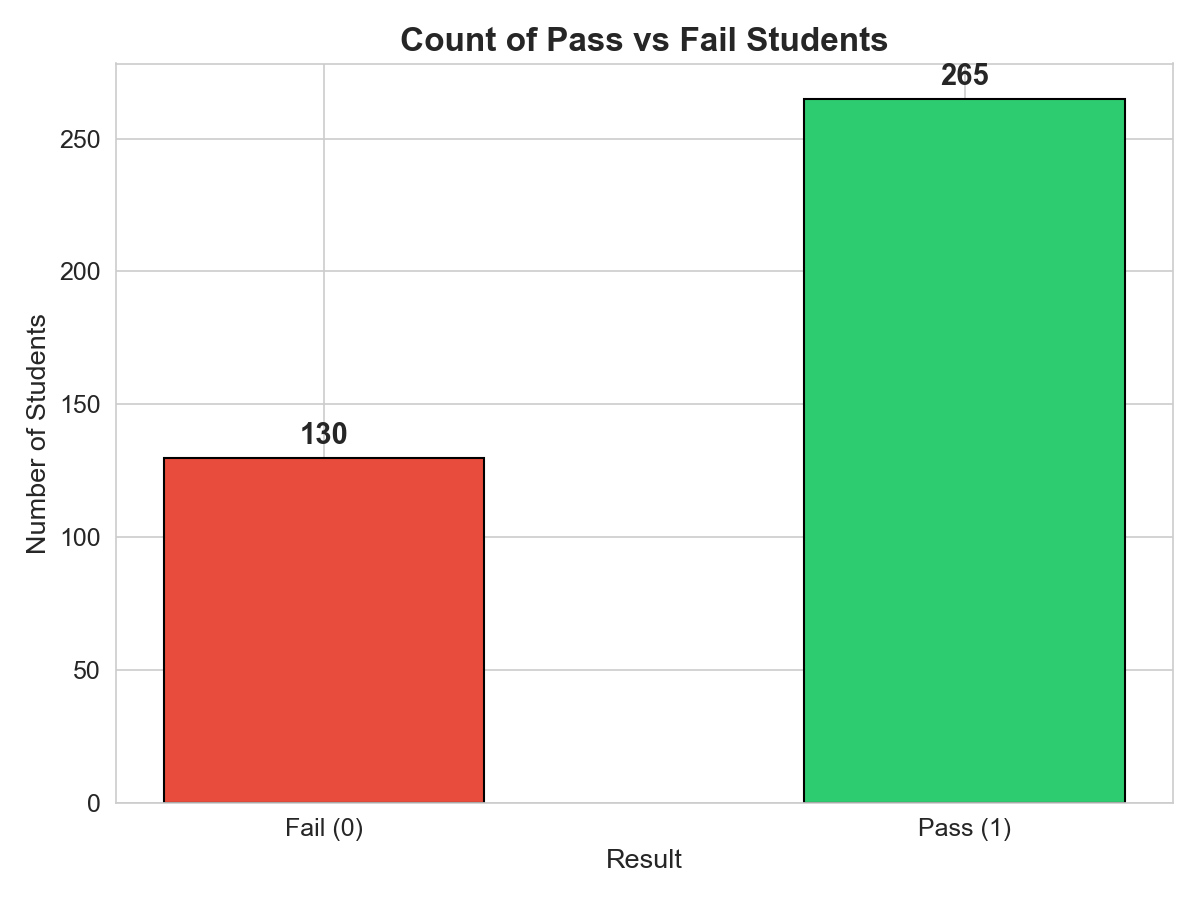 Count of Pass vs Fail Students
265
250
200
150
130
100
50
0
Number of Students
Fail (0)
Pass (1)
Result